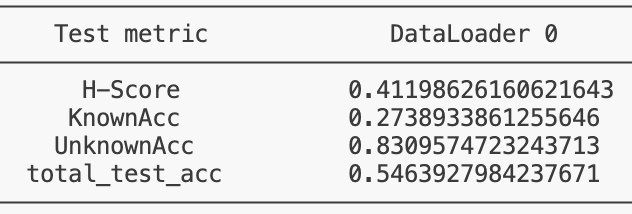 Test metric DataLoader 0
H-Score 0.41198626160621643
KnownAcc 0.2738933861255646
UnknownAcc 0.8309574723243713
total_test_acc 0.5463927984237671